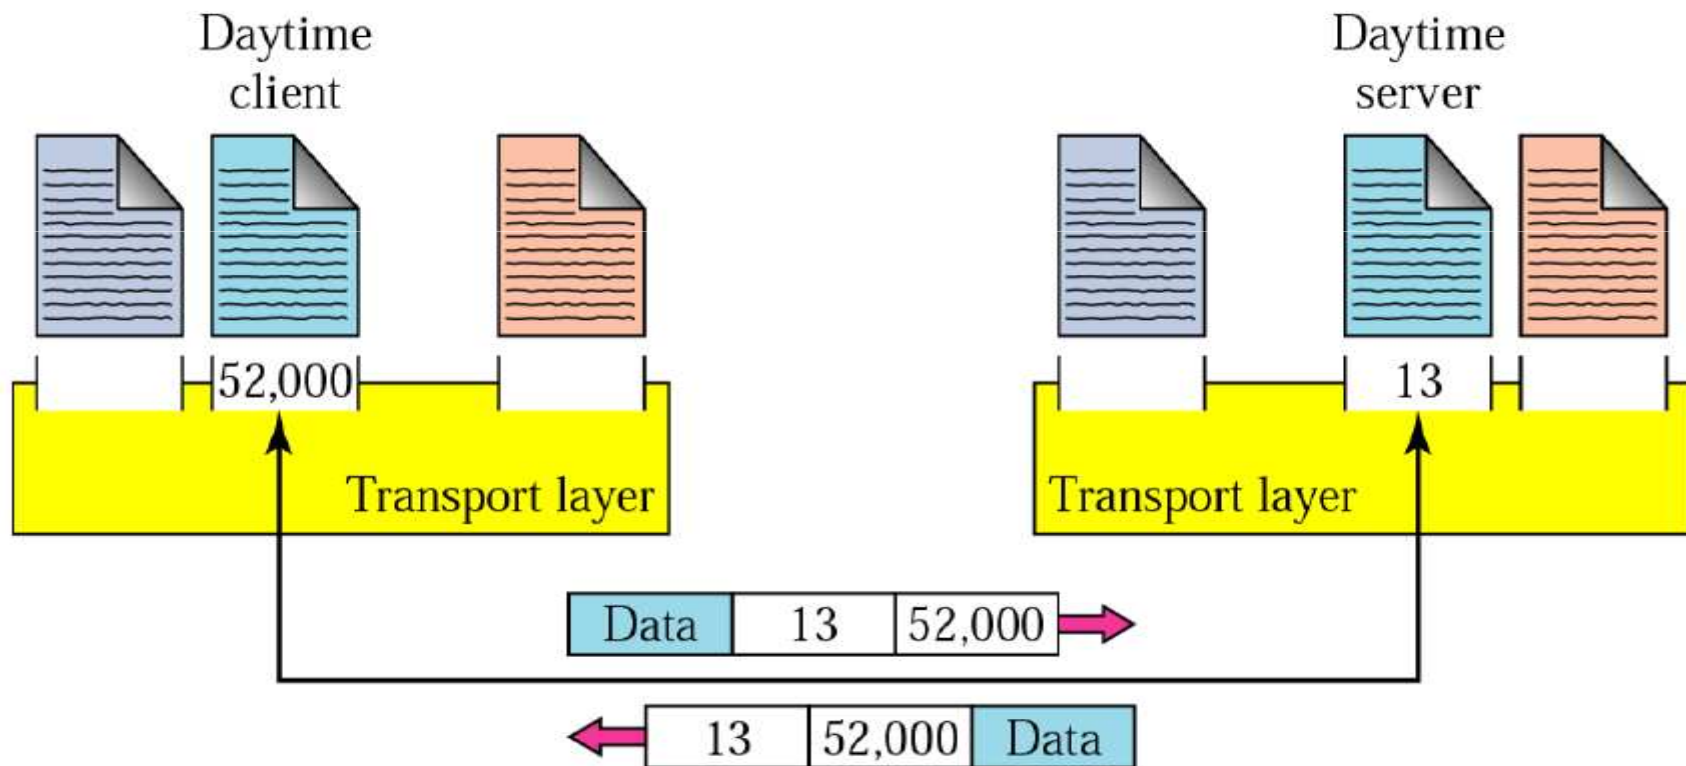 Daytime
client
Daytime
server
52,000
13
Transport layer
Transport layer
Data 13 52,000
13 52,000 Data